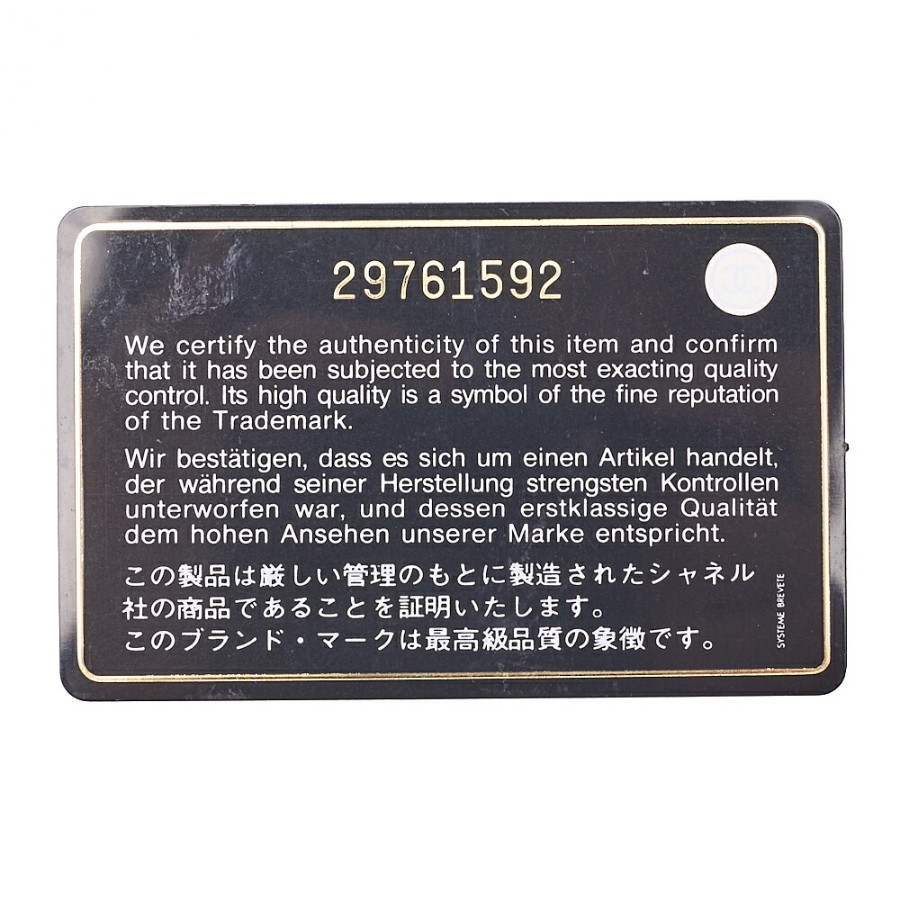 29761592
We certify the authenticity of this item and confirm
that it has been subjected to the most exacting quality
control. Its high quality is a symbol of the fine reputation
of the Trademark.
Wir bestätigen, dass es sich um einen Artikel handelt,
der während seiner Herstellung strengsten Kontrollen
unterworfen war, und dessen erstklassige Qualität
dem hohen Ansehen unserer Marke entspricht.
この製品は厳しい管理のもとに製造されたシャネル
社の商品であることを証明いたします。
このブランド・マークは最高級品質の象徴です。
SYSTEME BREVETE